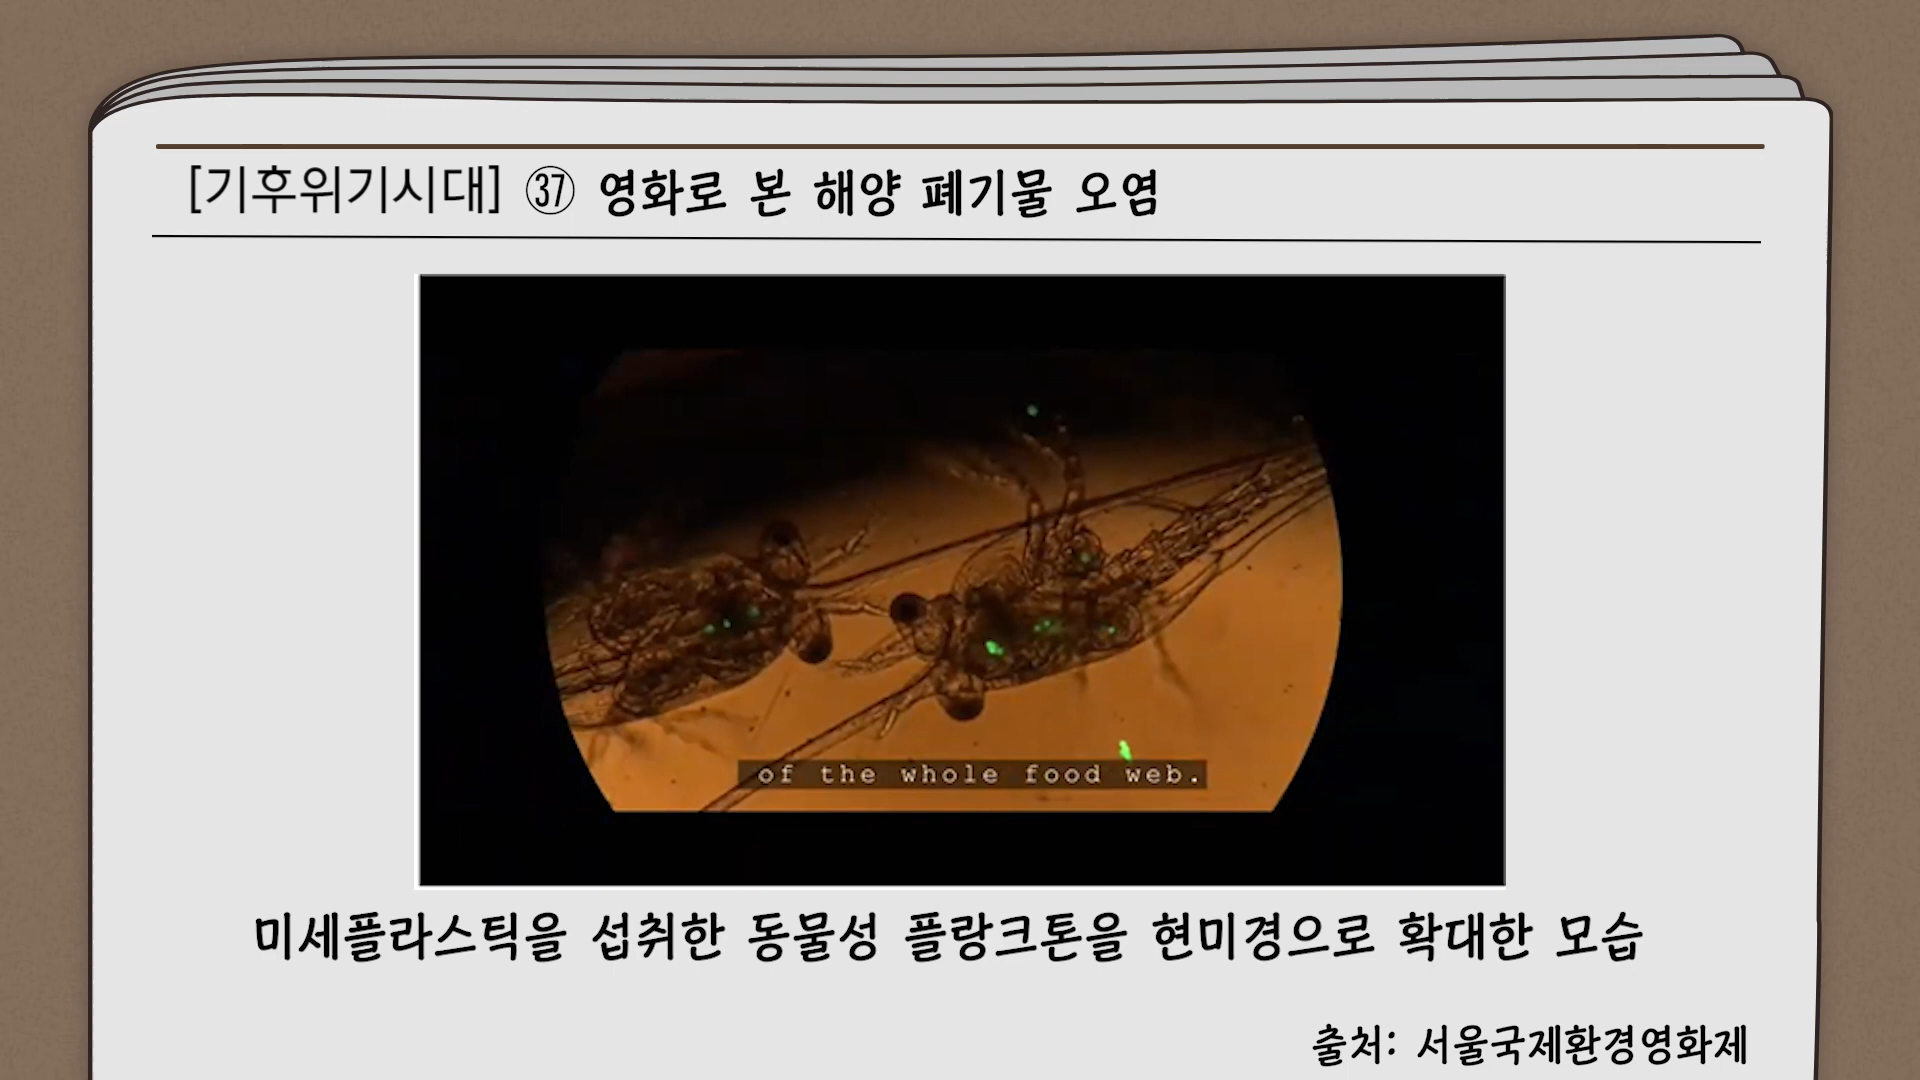 [기후위기시대] ㊲ 영화로 본 해양 폐기물 오염
of the whole food web.
미세플라스틱을 섭취한 동물성 플랑크톤을 현미경으로 확대한 모습
출처: 서울국제환경영화제